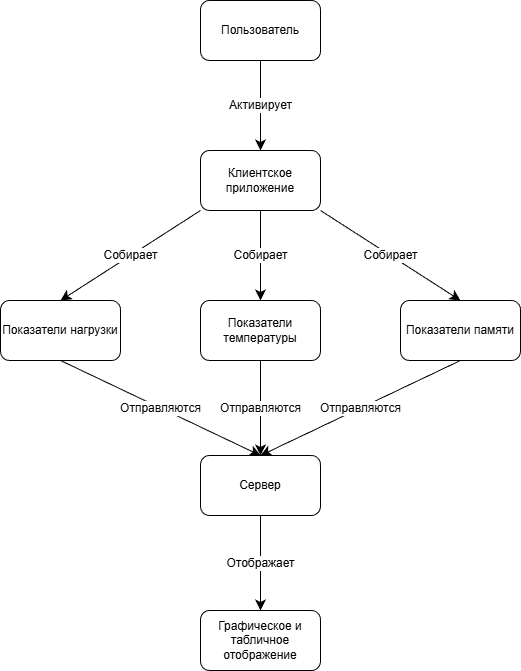 Пользователь
Активирует
Клиентское
приложение
Собирает
Собирает
Собирает
Показатели нагрузки
Показатели
температуры
Показатели памяти
Отправляются
Отправляются
Отправляются
Сервер
Отображает
Графическое и
табличное
отображение